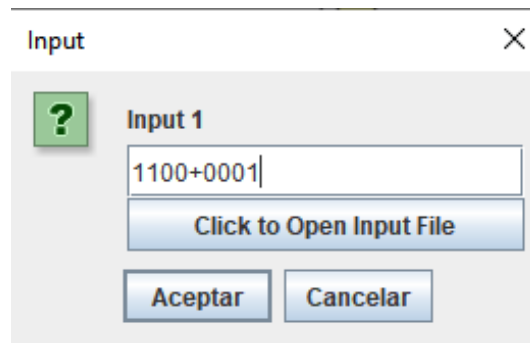 Input
Input 1
1100+0001
Click to Open Input File
Aceptar Cancelar